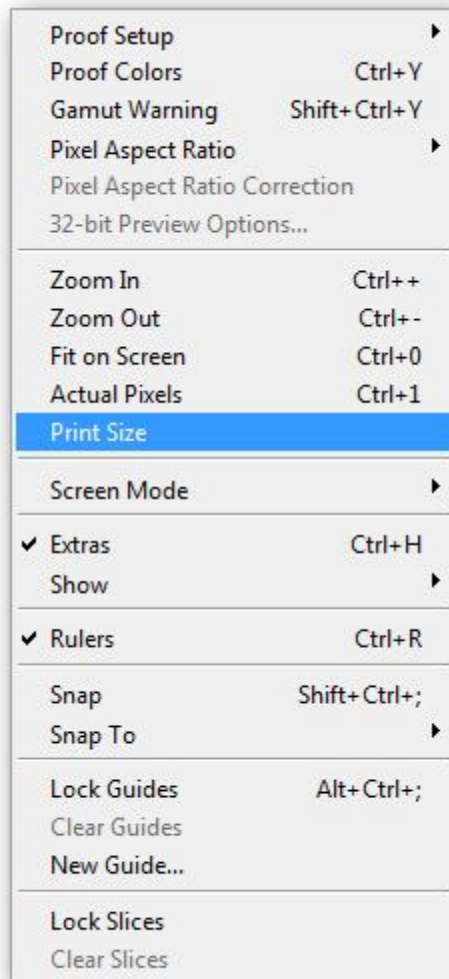 Proof Setup
Proof Colors Ctrl+Y
Gamut Warning Shift+Ctrl+Y
Pixel Aspect Ratio
Pixel Aspect Ratio Correction
32-bit Preview Options...
Zoom In Ctrl++
Zoom Out Ctrl+-
Fit on Screen Ctrl+0
Actual Pixels Ctrl+1
Print Size
Screen Mode
Extras Ctrl+H
Show
Rulers Ctrl+R
Snap Shift+Ctrl+;
Snap To
Lock Guides Alt+Ctrl+;
Clear Guides
New Guide...
Lock Slices
Clear Slices